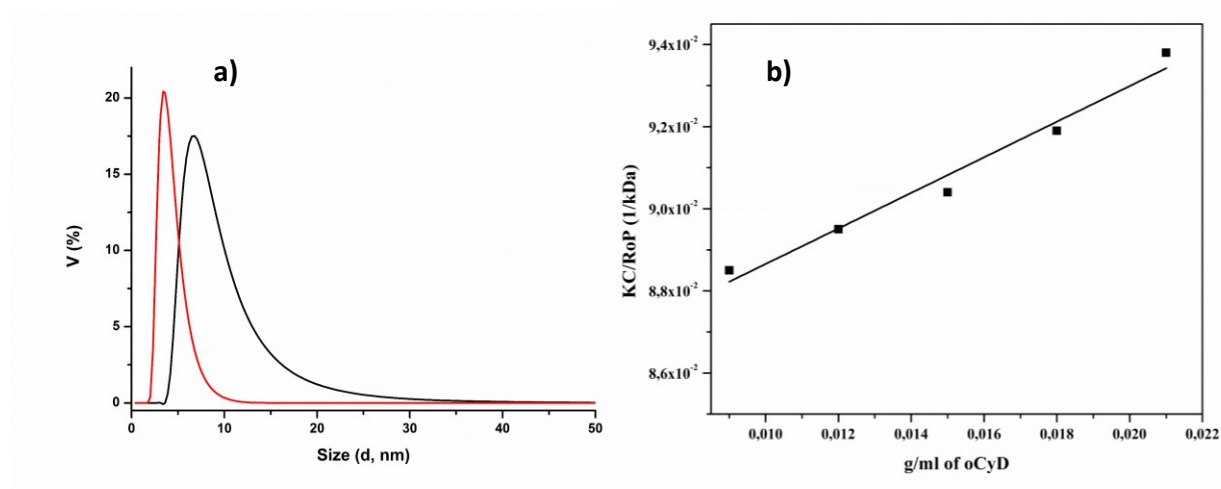 a)
20
15
10
5
0
V (%)
0 10 20 30 40 50
Size (d, nm)
b)
9,4x10⁻²
9,2x10⁻²
9,0x10⁻²
8,8x10⁻²
8,6x10⁻²
KC/RoP (1/kDa)
0,010 0,012 0,014 0,016 0,018 0,020 0,022
g/ml of oCyD